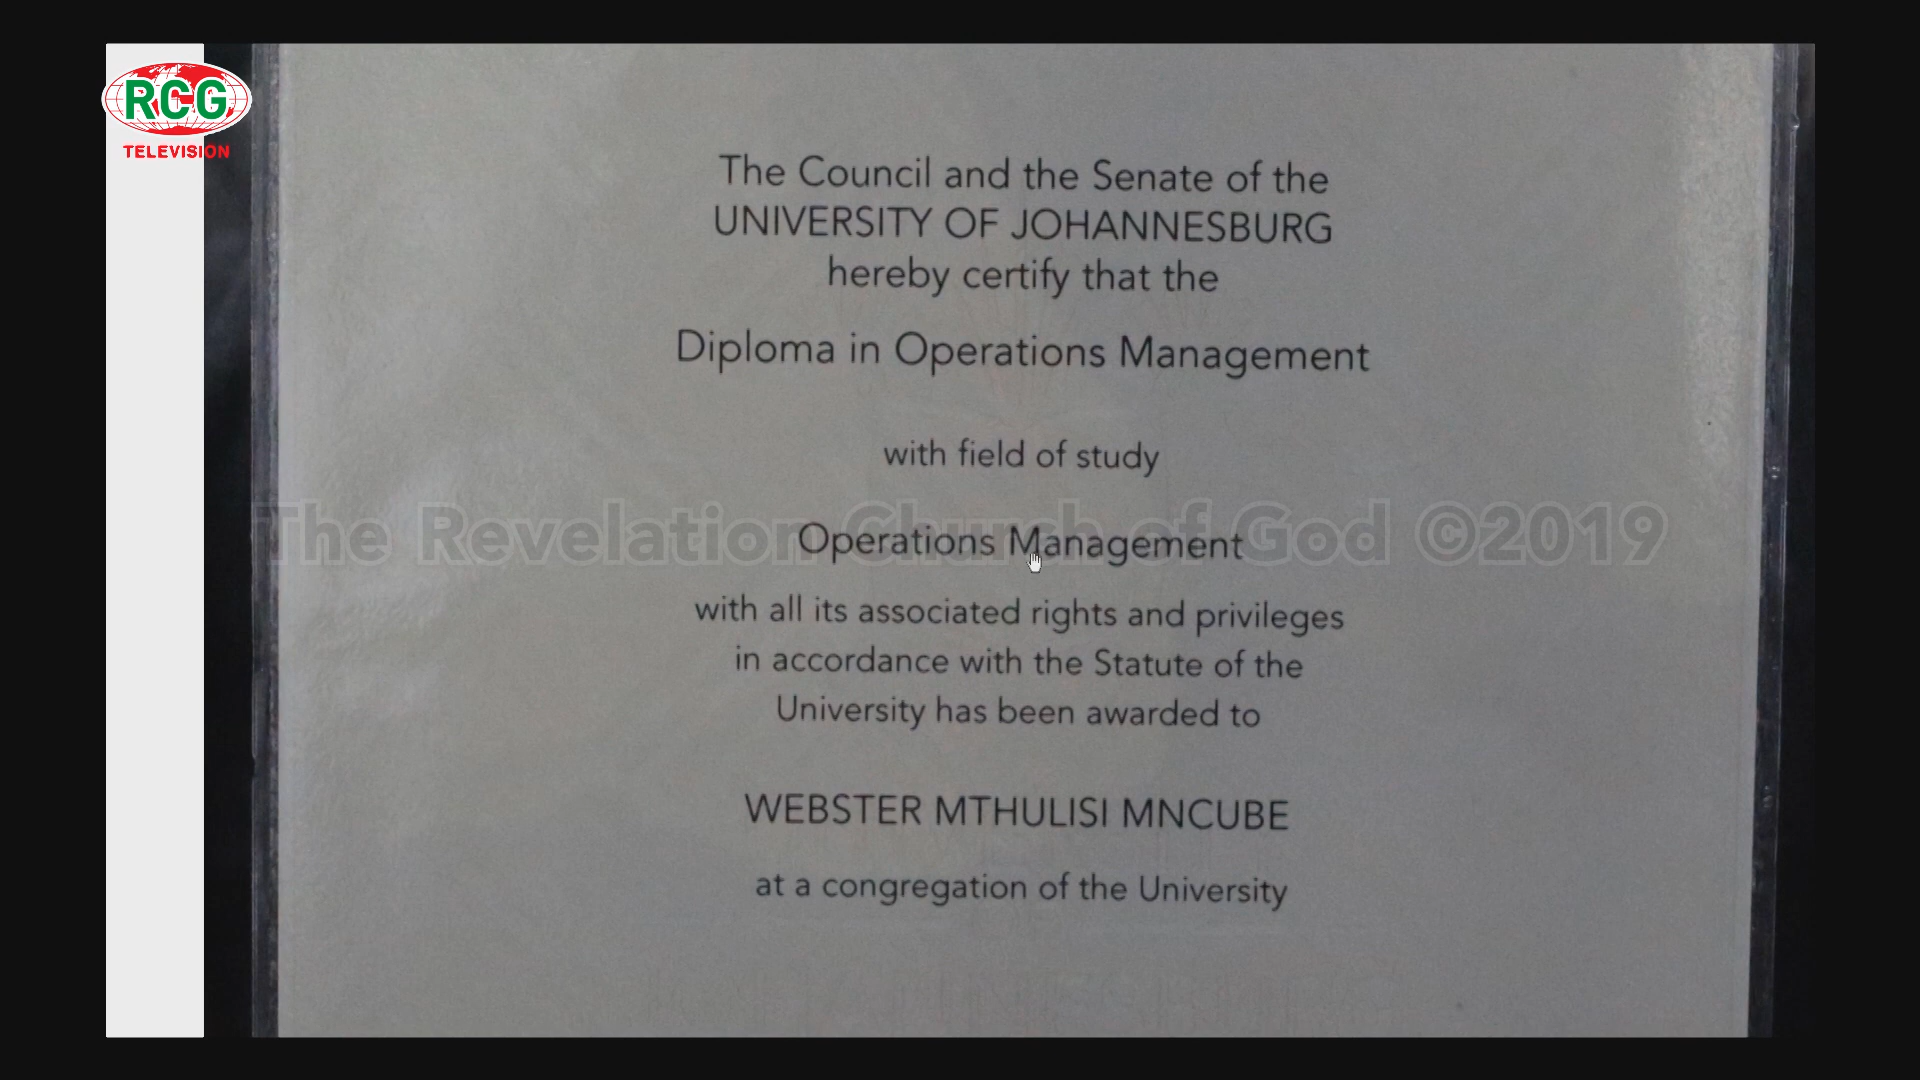 RCG
TELEVISION
The Council and the Senate of the
UNIVERSITY OF JOHANNESBURG
hereby certify that the
Diploma in Operations Management
with field of study
The Revelation Church of God ©2019
Operations Management
with all its associated rights and privileges
in accordance with the Statute of the
University has been awarded to
WEBSTER MTHULISI MNCUBE
at a congregation of the University